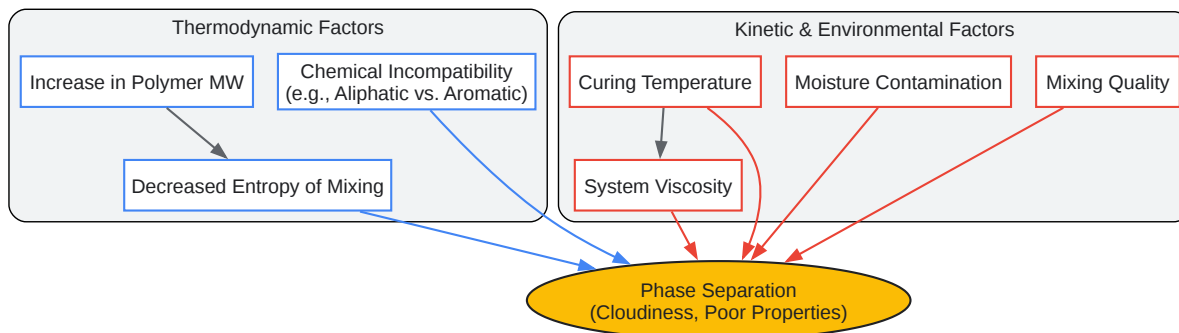 Thermodynamic Factors
Increase in Polymer MW
Chemical Incompatibility
(e.g., Aliphatic vs. Aromatic)
Decreased Entropy of Mixing
Kinetic & Environmental Factors
Curing Temperature
Moisture Contamination
Mixing Quality
System Viscosity
Phase Separation
(Cloudiness, Poor Properties)